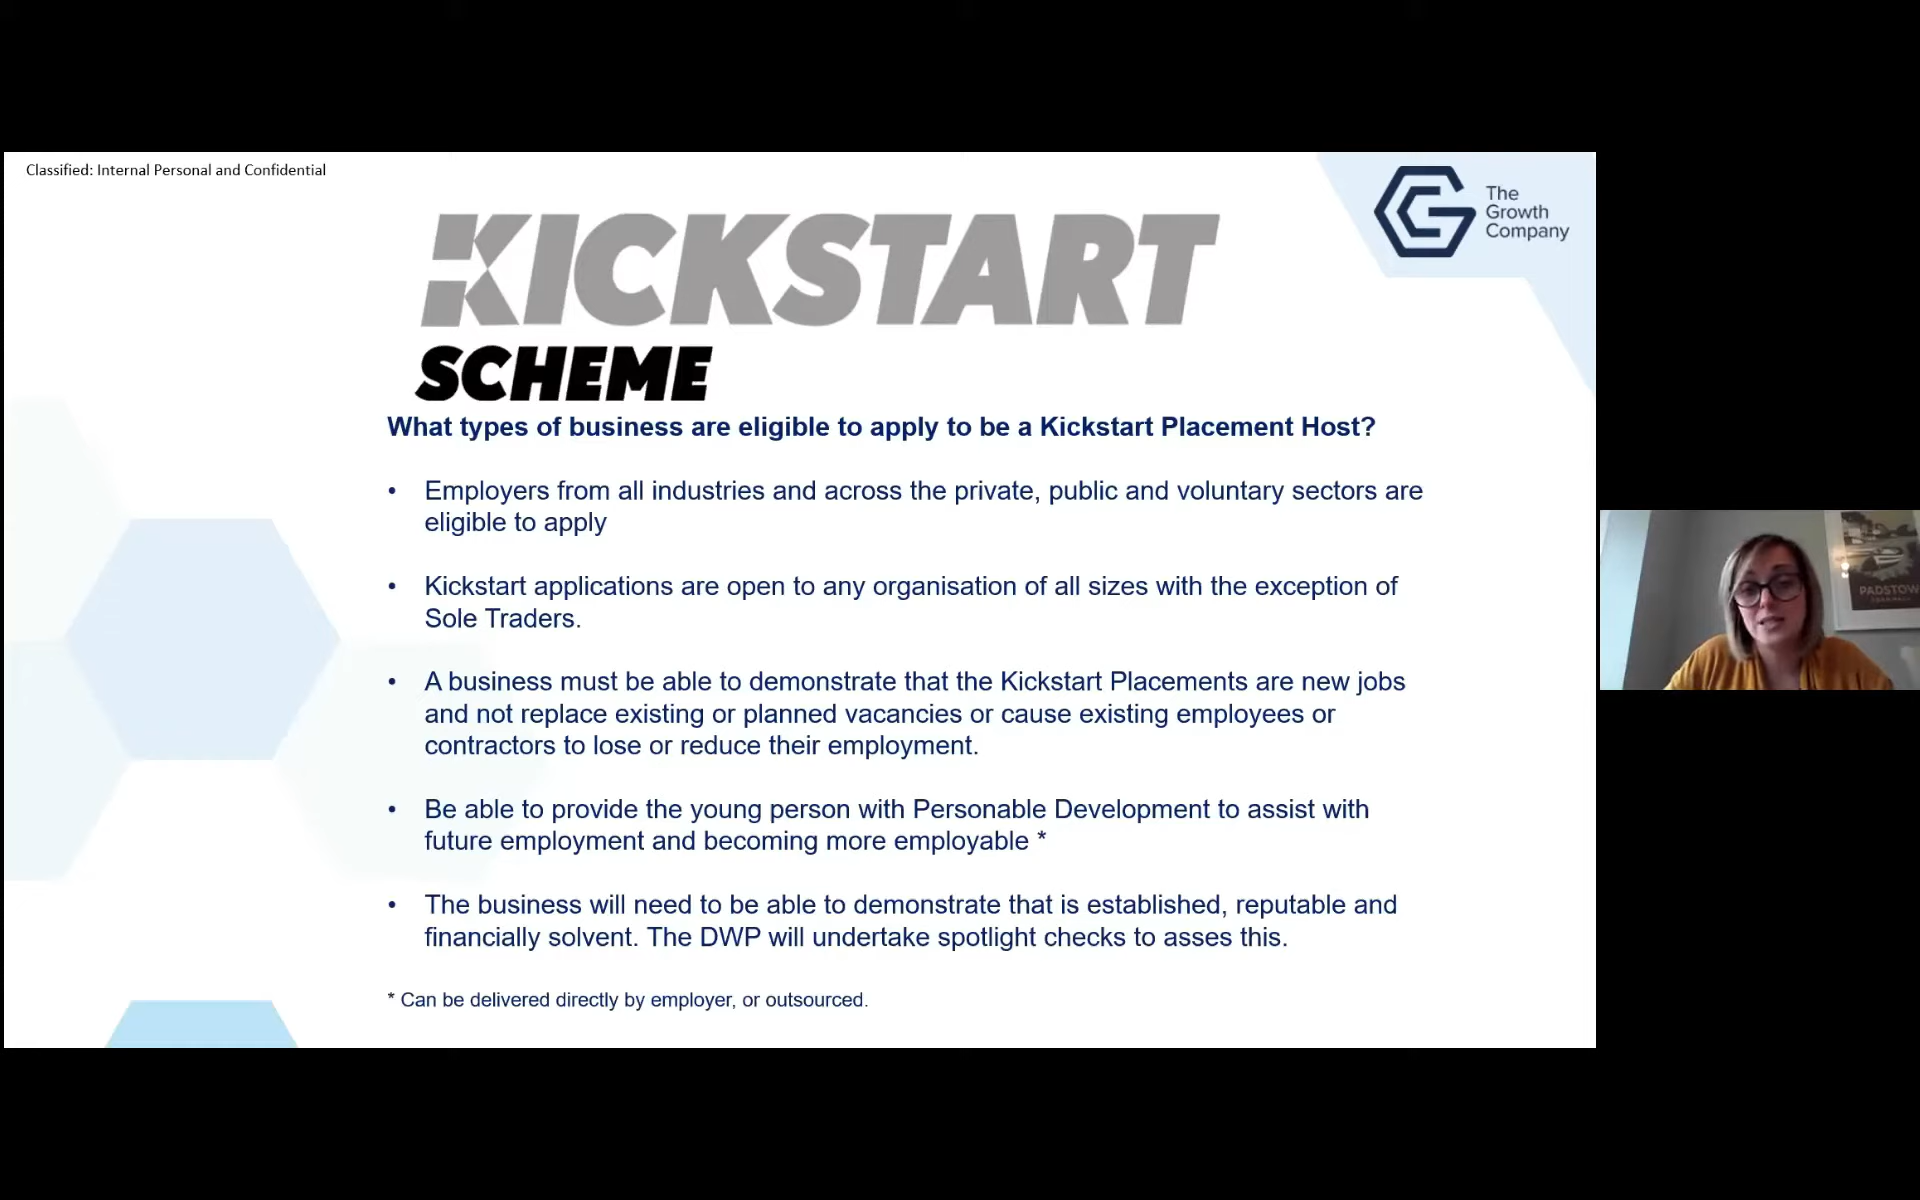 Classified: Internal Personal and Confidential
The
Growth
Company
KICKSTART
SCHEME
What types of business are eligible to apply to be a Kickstart Placement Host?
• Employers from all industries and across the private, public and voluntary sectors are
eligible to apply
• Kickstart applications are open to any organisation of all sizes with the exception of
Sole Traders.
• A business must be able to demonstrate that the Kickstart Placements are new jobs
and not replace existing or planned vacancies or cause existing employees or
contractors to lose or reduce their employment.
• Be able to provide the young person with Personable Development to assist with
future employment and becoming more employable *
• The business will need to be able to demonstrate that is established, reputable and
financially solvent. The DWP will undertake spotlight checks to asses this.
* Can be delivered directly by employer, or outsourced.
PADSTOW